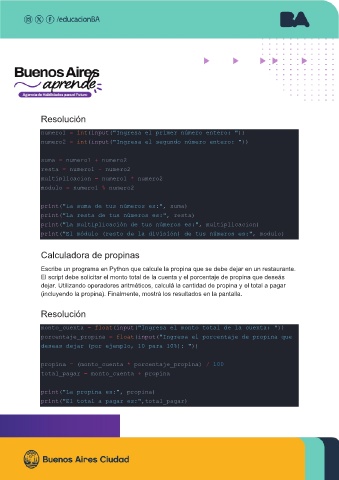 /educacionBA
BA
Buenos Aires
aprende
Agencia de Habilidades para el Futuro
Resolución
numero1 = int(input("Ingresa el primer número entero: "))
numero2 = int(input("Ingresa el segundo número entero: "))
suma = numero1 + numero2
resta = numero1 - numero2
multiplicacion = numero1 * numero2
modulo = numero1 % numero2
print("La suma de tus números es:", suma)
print("La resta de tus números es:", resta)
print("La multiplicación de tus números es:", multiplicacion)
print("El módulo (resto de la división) de tus números es:", modulo)
Calculadora de propinas
Escribe un programa en Python que calcule la propina que se debe dejar en un restaurante.
El script debe solicitar el monto total de la cuenta y el porcentaje de propina que deseás
dejar. Utilizando operadores aritméticos, calculá la cantidad de propina y el total a pagar
(incluyendo la propina). Finalmente, mostrá los resultados en la pantalla.
Resolución
monto_cuenta = float(input("Ingresa el monto total de la cuenta: "))
porcentaje_propina = float(input("Ingresa el porcentaje de propina que
deseas dejar (por ejemplo, 10 para 10%): "))
propina = (monto_cuenta * porcentaje_propina) / 100
total_pagar = monto_cuenta + propina
print("La propina es:", propina)
print("El total a pagar es:",total_pagar)
Buenos Aires Ciudad